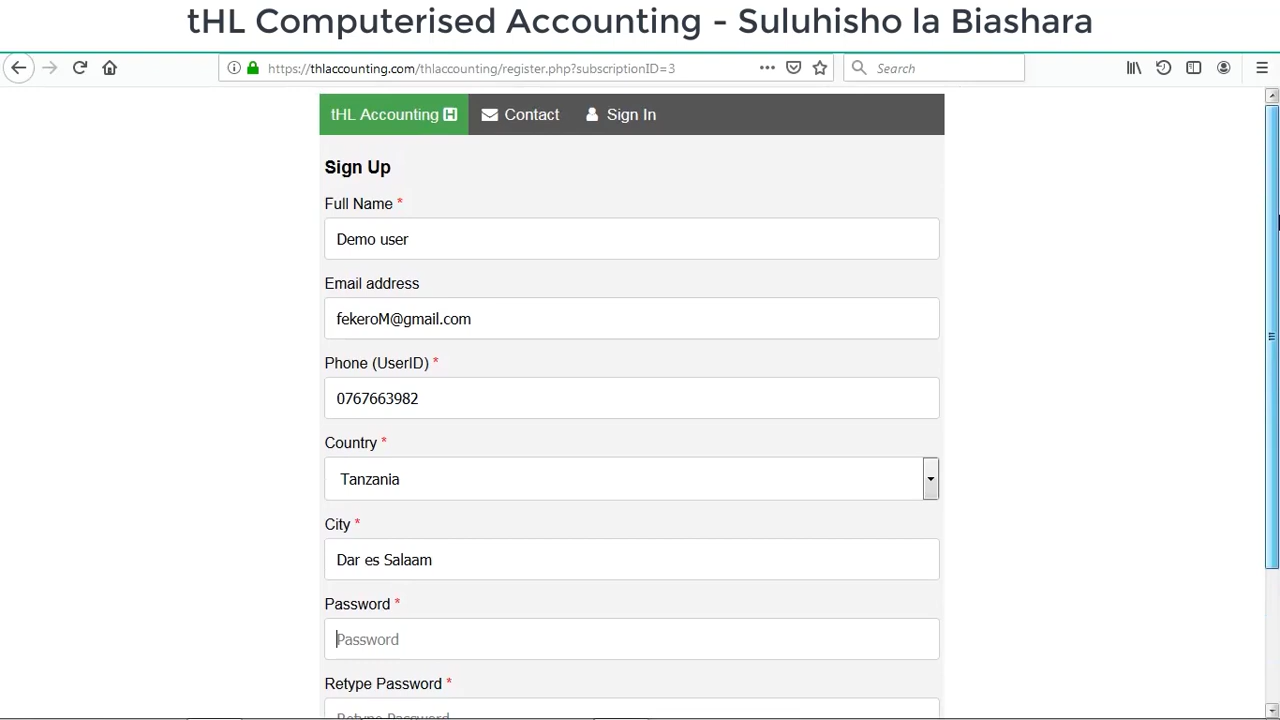 tHL Computerised Accounting - Suluhisho la Biashara
https://thlaccounting.com/thlaccounting/register.php?subscriptionID=3
Search
tHL Accounting H
Contact
Sign In
Sign Up
Full Name *
Demo user
Email address
fekeroM@gmail.com
Phone (UserID) *
0767663982
Country *
Tanzania
City *
Dar es Salaam
Password *
Password
Retype Password *
Retype Password